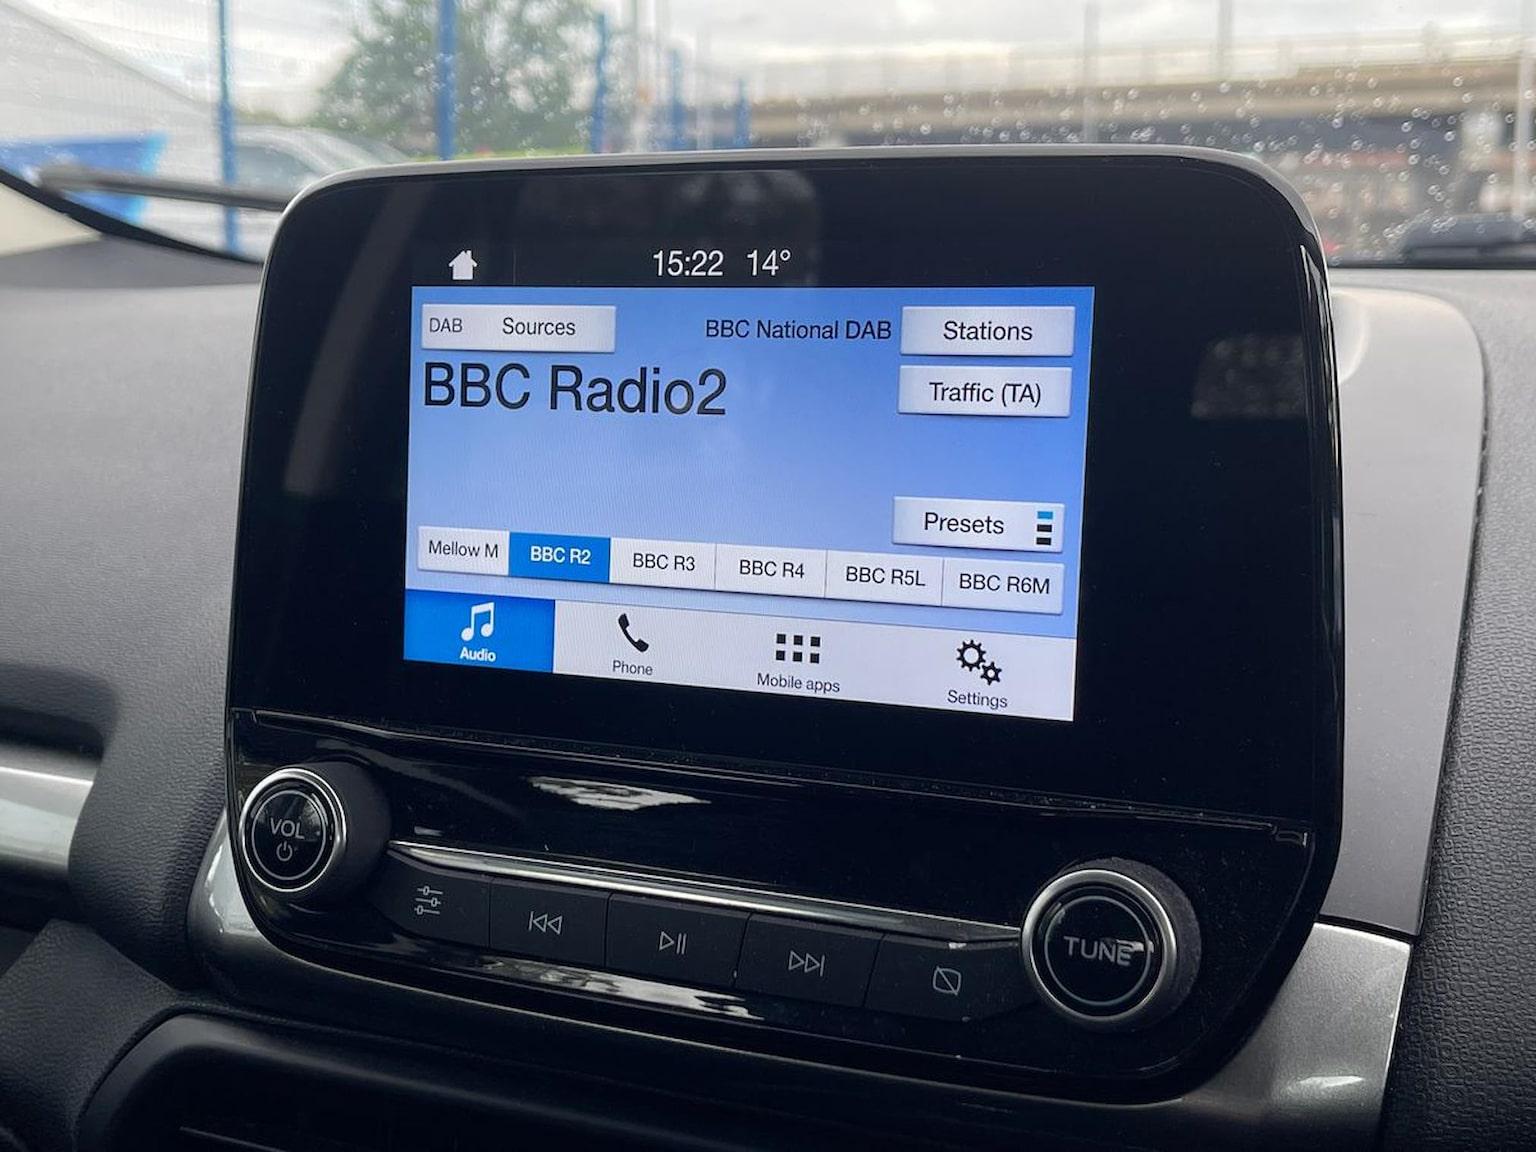 15:22 14°
DAB Sources
BBC National DAB
Stations
BBC Radio2
Traffic (TA)
Presets
Mellow M
BBC R2
BBC R3
BBC R4
BBC R5L
BBC R6M
Audio
Phone
Mobile apps
Settings
VOL
TUNE